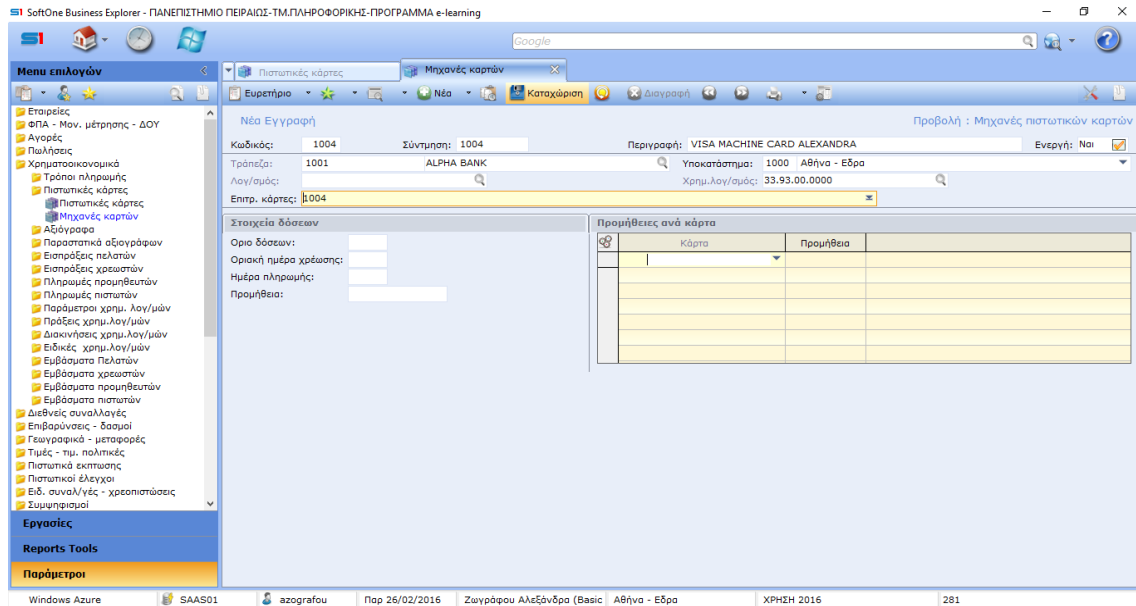 S1 SoftOne Business Explorer - ΠΑΝΕΠΙΣΤΗΜΙΟ ΠΕΙΡΑΙΩΣ-ΤΜ.ΠΛΗΡΟΦΟΡΙΚΗΣ-ΠΡΟΓΡΑΜΜΑ e-learning
S1
Google
Menu επιλογών
Πιστωτικές κάρτες
Μηχανές καρτών
Ευρετήριο
Νέα
Καταχώριση
Διαγραφή
Εταιρείες
ΦΠΑ - Μον. μέτρησης - ΔΟΥ
Αγορές
Πωλήσεις
Χρηματοοικονομικά
Τρόποι πληρωμής
Πιστωτικές κάρτες
Πιστωτικές κάρτες
Μηχανές καρτών
Αξιόγραφα
Παραστατικά αξιογράφων
Εισπράξεις πελατών
Εισπράξεις χρεωστών
Πληρωμές προμηθευτών
Πληρωμές πιστωτών
Παράμετροι χρημ. λογ/μών
Πράξεις χρημ.λογ/μών
Διακινήσεις χρημ.λογ/μών
Ειδικές χρημ.λογ/μών
Εμβάσματα Πελατών
Εμβάσματα χρεωστών
Εμβάσματα προμηθευτών
Εμβάσματα πιστωτών
Διεθνείς συναλλαγές
Επιβαρύνσεις - δασμοί
Γεωγραφικά - μεταφορές
Τιμές - τιμ. πολιτικές
Πιστωτικά εκπτωσης
Πιστωτικοί έλεγχοι
Ειδ. συναλ/γές - χρεοπιστώσεις
Συμψηφισμοί
Εργασίες
Reports Tools
Παράμετροι
Νέα Εγγραφή
Προβολή : Μηχανές πιστωτικών καρτών
Κωδικός: 1004 Σύντμηση: 1004 Περιγραφή: VISA MACHINE CARD ALEXANDRA Ενεργή: Ναι
Τράπεζα: 1001 ALPHA BANK Υποκατάστημα: 1000 Αθήνα - Εδρα
Λογ/σμός: Χρημ.λογ/σμός: 33.93.00.0000
Επιτρ. κάρτες: 1004
Στοιχεία δόσεων
Οριο δόσεων:
Οριακή ημέρα χρέωσης:
Ημέρα πληρωμής:
Προμήθεια:
Προμήθειες ανά κάρτα
Κάρτα Προμήθεια
Windows Azure SAAS01 azografou Παρ 26/02/2016 Ζωγράφου Αλεξάνδρα (Basic Αθήνα - Εδρα ΧΡΗΣΗ 2016 281